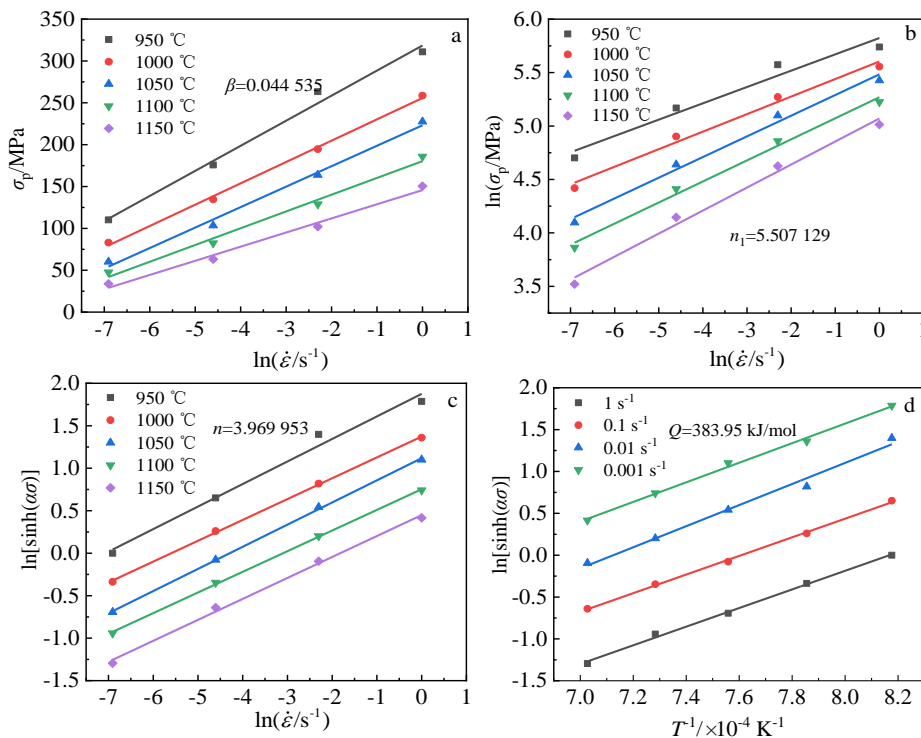 a
950 ℃
1000 ℃
1050 ℃
1100 ℃
1150 ℃
β=0.044 535
350
300
250
200
150
100
50
0
σp/MPa
-7 -6 -5 -4 -3 -2 -1 0 1
ln(ε̇/s-1)
b
950 ℃
1000 ℃
1050 ℃
1100 ℃
1150 ℃
n1=5.507 129
6.0
5.5
5.0
4.5
4.0
3.5
ln(σp/MPa)
-7 -6 -5 -4 -3 -2 -1 0 1
ln(ε̇/s-1)
c
950 ℃
1000 ℃
1050 ℃
1100 ℃
1150 ℃
n=3.969 953
2.0
1.5
1.0
0.5
0.0
-0.5
-1.0
-1.5
ln[sinh(ασ)]
-7 -6 -5 -4 -3 -2 -1 0 1
ln(ε̇/s-1)
d
1 s-1
0.1 s-1
0.01 s-1
0.001 s-1
Q=383.95 kJ/mol
2.0
1.5
1.0
0.5
0.0
-0.5
-1.0
-1.5
ln[sinh(ασ)]
7.0 7.2 7.4 7.6 7.8 8.0 8.2
T-1/×10-4 K-1